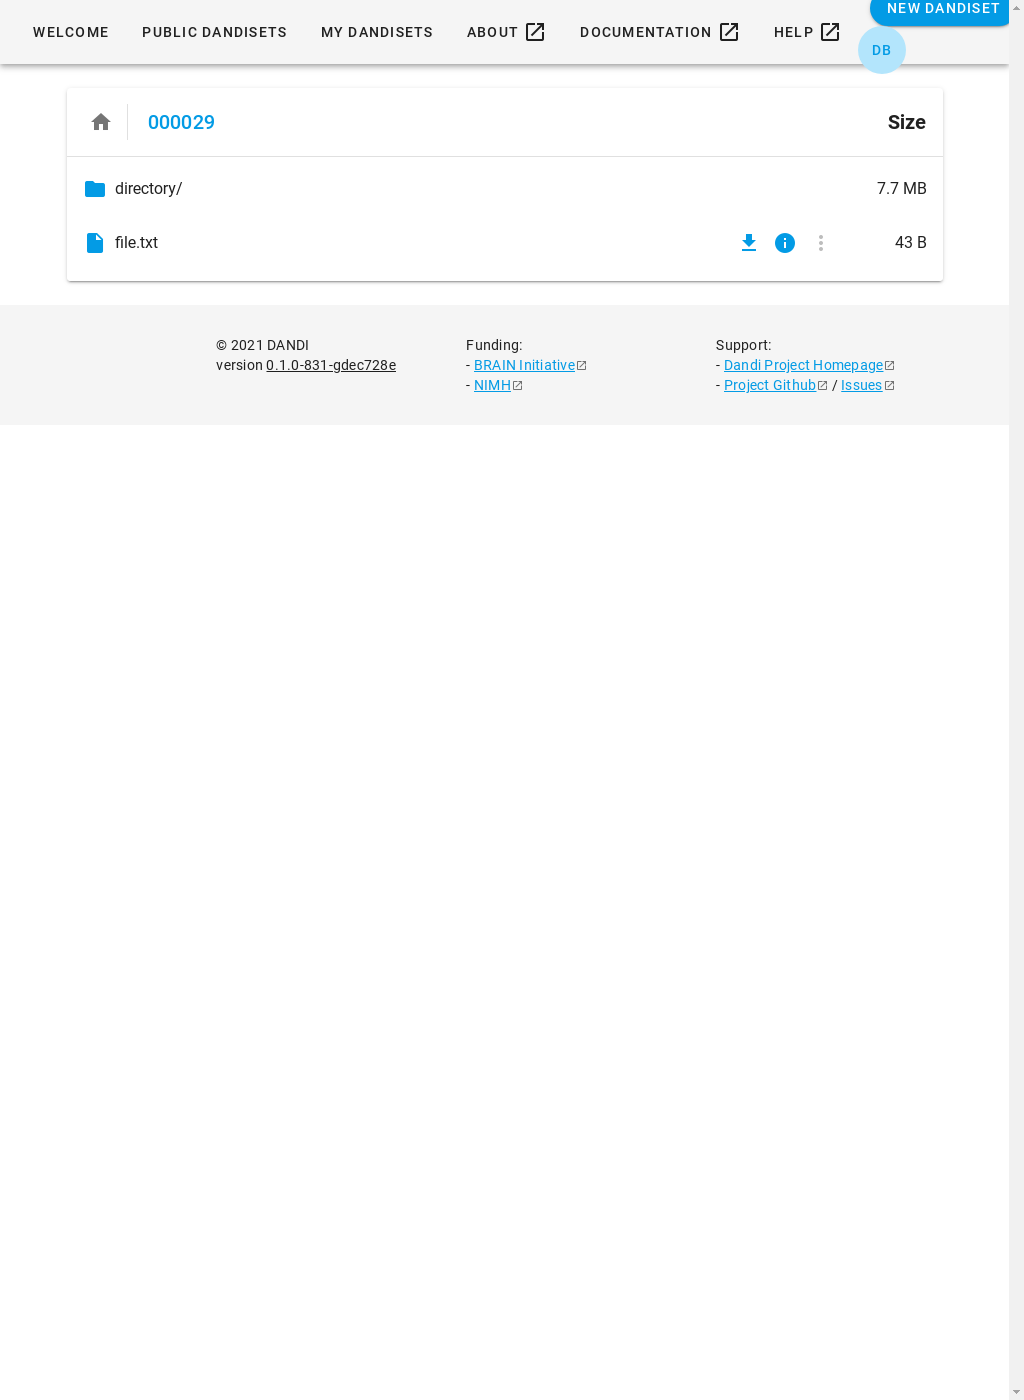 WELCOME PUBLIC DANDISETS MY DANDISETS ABOUT DOCUMENTATION HELP NEW DANDISET
DB
000029 Size
directory/ 7.7 MB
file.txt 43 B
© 2021 DANDI
version 0.1.0-831-gdec728e
Funding:
- BRAIN Initiative
- NIMH
Support:
- Dandi Project Homepage
- Project Github / Issues